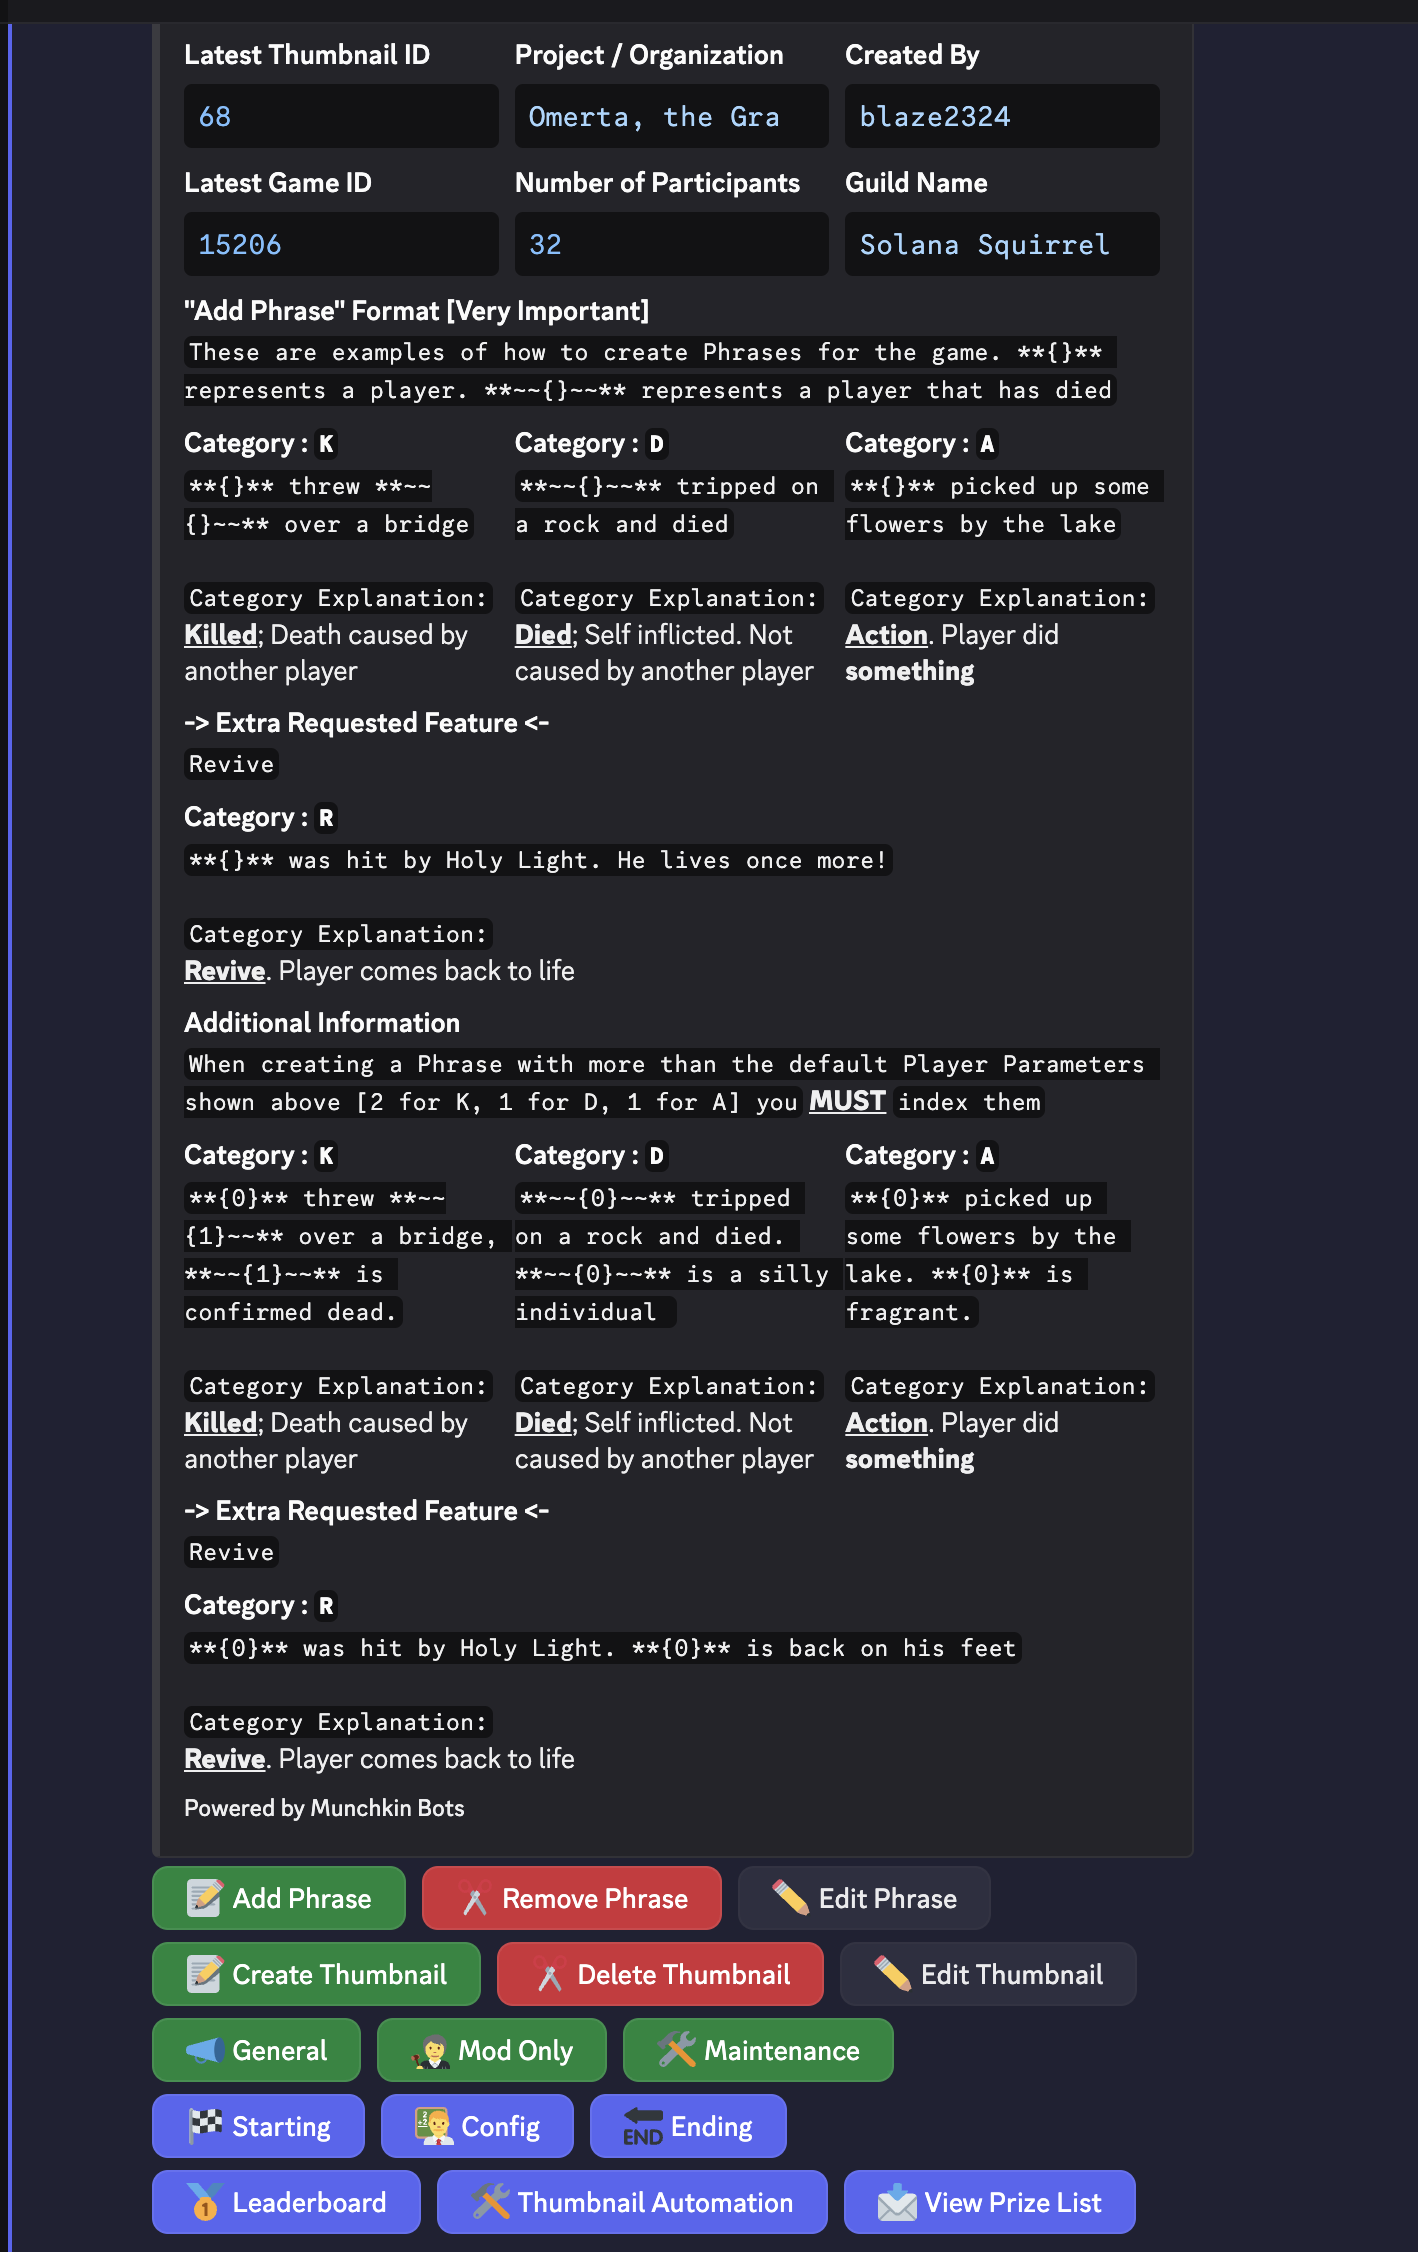 Latest Thumbnail ID
Project / Organization
Created By
68
Omerta, the Gra
blaze2324
Latest Game ID
Number of Participants
Guild Name
15206
32
Solana Squirrel
"Add Phrase" Format [Very Important]
These are examples of how to create Phrases for the game. **{}**
represents a player. **~~{}~~** represents a player that has died
Category : K
**{}** threw **~~
{}~~** over a bridge
Category Explanation:
Killed; Death caused by
another player
Category : D
**~~{}~~** tripped on
a rock and died
Category Explanation:
Died; Self inflicted. Not
caused by another player
Category : A
**{}** picked up some
flowers by the lake
Category Explanation:
Action. Player did
something
-> Extra Requested Feature <-
Revive
Category : R
**{}** was hit by Holy Light. He lives once more!
Category Explanation:
Revive. Player comes back to life
Additional Information
When creating a Phrase with more than the default Player Parameters
shown above [2 for K, 1 for D, 1 for A] you MUST index them
Category : K
**{0}** threw **~~
{1}~~** over a bridge,
**~~{1}~~** is
confirmed dead.
Category Explanation:
Killed; Death caused by
another player
Category : D
**~~{0}~~** tripped
on a rock and died.
**~~{0}~~** is a silly
individual
Category Explanation:
Died; Self inflicted. Not
caused by another player
Category : A
**{0}** picked up
some flowers by the
lake. **{0}** is
fragrant.
Category Explanation:
Action. Player did
something
-> Extra Requested Feature <-
Revive
Category : R
**{0}** was hit by Holy Light. **{0}** is back on his feet
Category Explanation:
Revive. Player comes back to life
Powered by Munchkin Bots
Add Phrase
Remove Phrase
Edit Phrase
Create Thumbnail
Delete Thumbnail
Edit Thumbnail
General
Mod Only
Maintenance
Starting
Config
END
Ending
Leaderboard
Thumbnail Automation
View Prize List